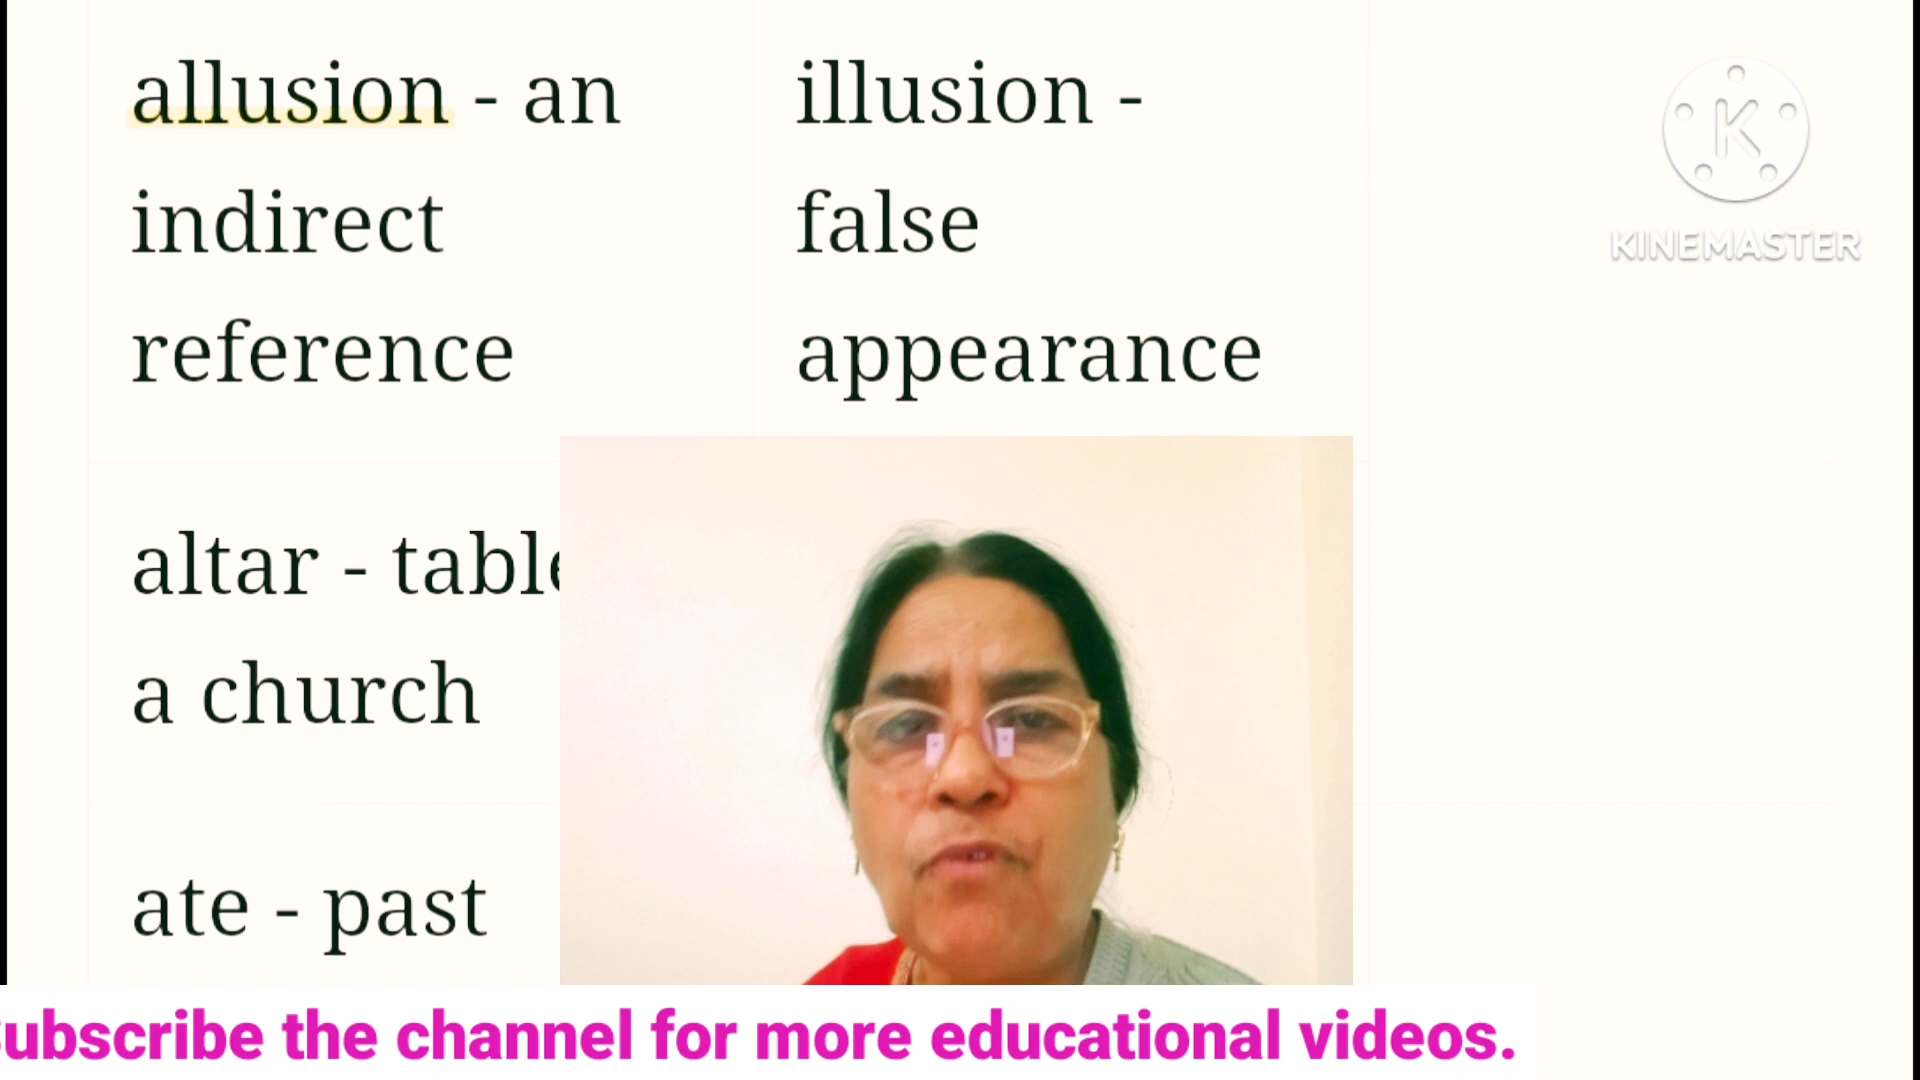 allusion - an
indirect
reference
illusion -
false
appearance
KINEMASTER
altar - table
a church
ate - past
ubscribe the channel for more educational videos.